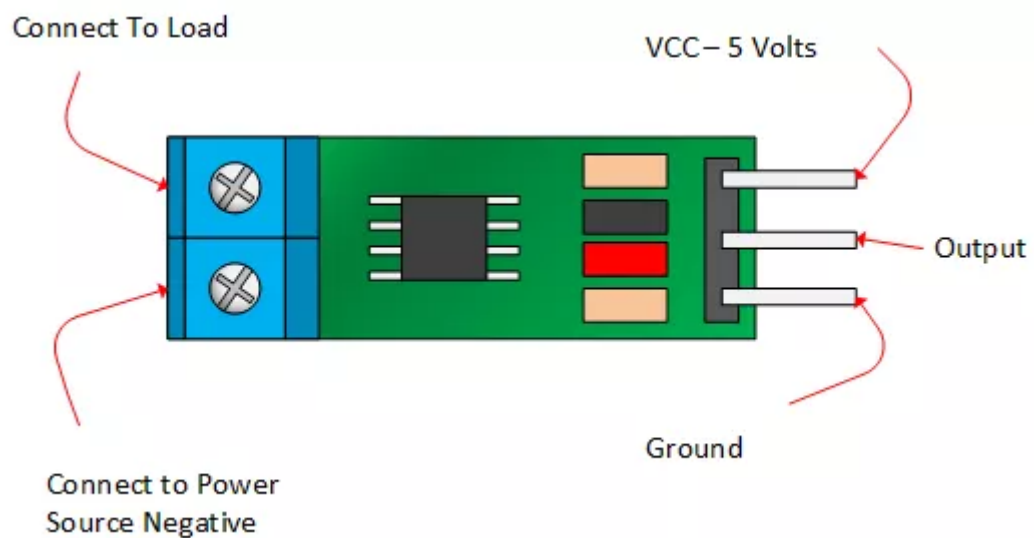 Connect To Load
VCC – 5 Volts
Output
Ground
Connect to Power
Source Negative